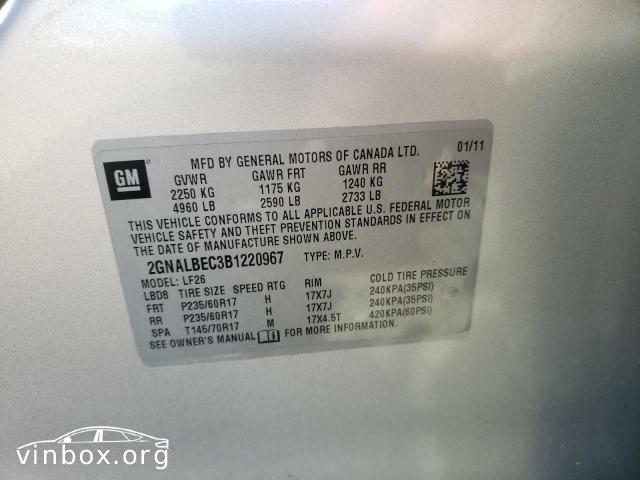 GM
MFD BY GENERAL MOTORS OF CANADA LTD. 01/11
GVWR GAWR FRT GAWR RR
2250 KG 1175 KG 1240 KG
4960 LB 2590 LB 2733 LB
THIS VEHICLE CONFORMS TO ALL APPLICABLE U.S. FEDERAL MOTOR
VEHICLE SAFETY AND THEFT PREVENTION STANDARDS IN EFFECT ON
THE DATE OF MANUFACTURE SHOWN ABOVE.
2GNALBEC3B1220967 TYPE: M.P.V.
MODEL: LF26
LBD8 TIRE SIZE SPEED RTG RIM COLD TIRE PRESSURE
FRT P235/60R17 H 17X7J 240KPA(35PSI)
RR P235/60R17 H 17X7J 240KPA(35PSI)
SPA T145/70R17 M 17X4.5T 420KPA(60PSI)
SEE OWNER'S MANUAL FOR MORE INFORMATION.
vinbox.org